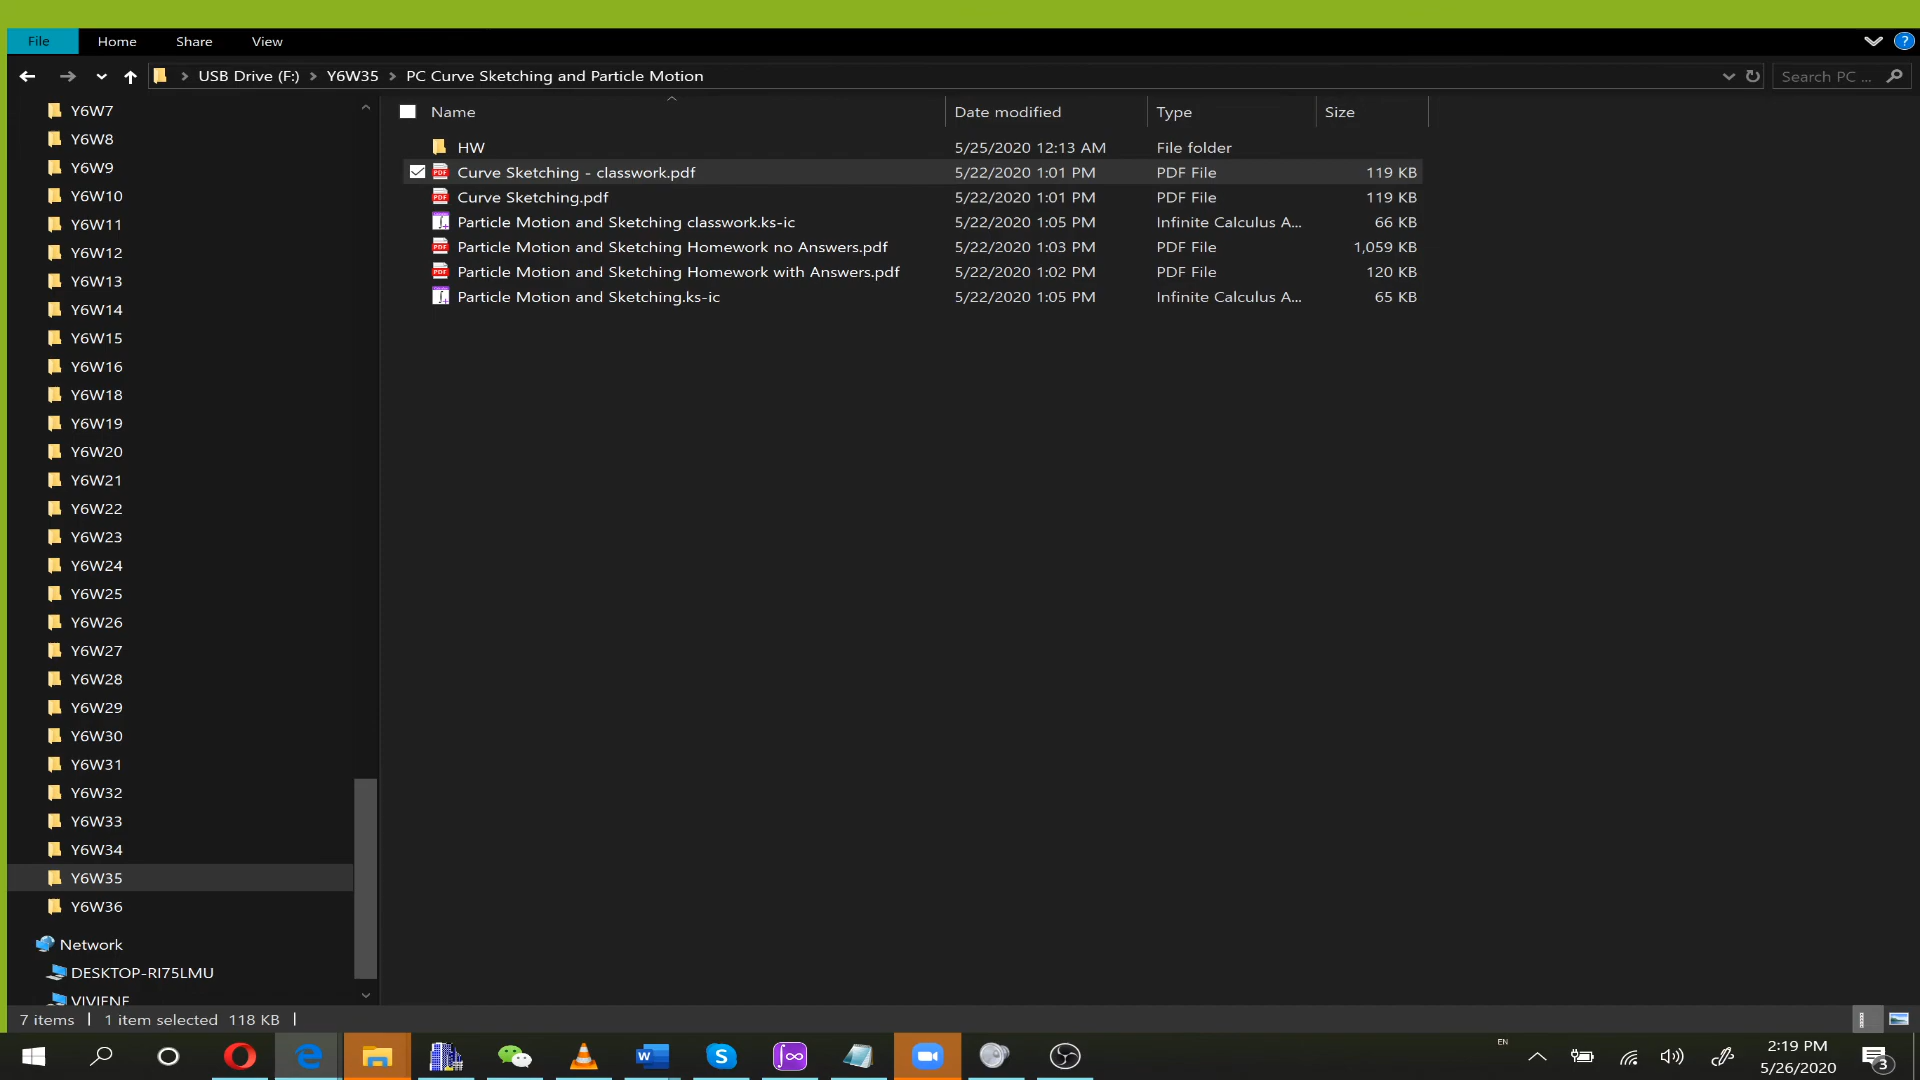 File Home Share View ?
USB Drive (F:) > Y6W35 > PC Curve Sketching and Particle Motion Search PC ...
Name Date modified Type Size
HW 5/25/2020 12:13 AM File folder
Curve Sketching - classwork.pdf 5/22/2020 1:01 PM PDF File 119 KB
Curve Sketching.pdf 5/22/2020 1:01 PM PDF File 119 KB
Particle Motion and Sketching classwork.ks-ic 5/22/2020 1:05 PM Infinite Calculus A... 66 KB
Particle Motion and Sketching Homework no Answers.pdf 5/22/2020 1:03 PM PDF File 1,059 KB
Particle Motion and Sketching Homework with Answers.pdf 5/22/2020 1:02 PM PDF File 120 KB
Particle Motion and Sketching.ks-ic 5/22/2020 1:05 PM Infinite Calculus A... 65 KB
Y6W7
Y6W8
Y6W9
Y6W10
Y6W11
Y6W12
Y6W13
Y6W14
Y6W15
Y6W16
Y6W18
Y6W19
Y6W20
Y6W21
Y6W22
Y6W23
Y6W24
Y6W25
Y6W26
Y6W27
Y6W28
Y6W29
Y6W30
Y6W31
Y6W32
Y6W33
Y6W34
Y6W35
Y6W36
Network
DESKTOP-RI75LMU
VIVIENE
7 items | 1 item selected 118 KB |
EN
2:19 PM
5/26/2020
3